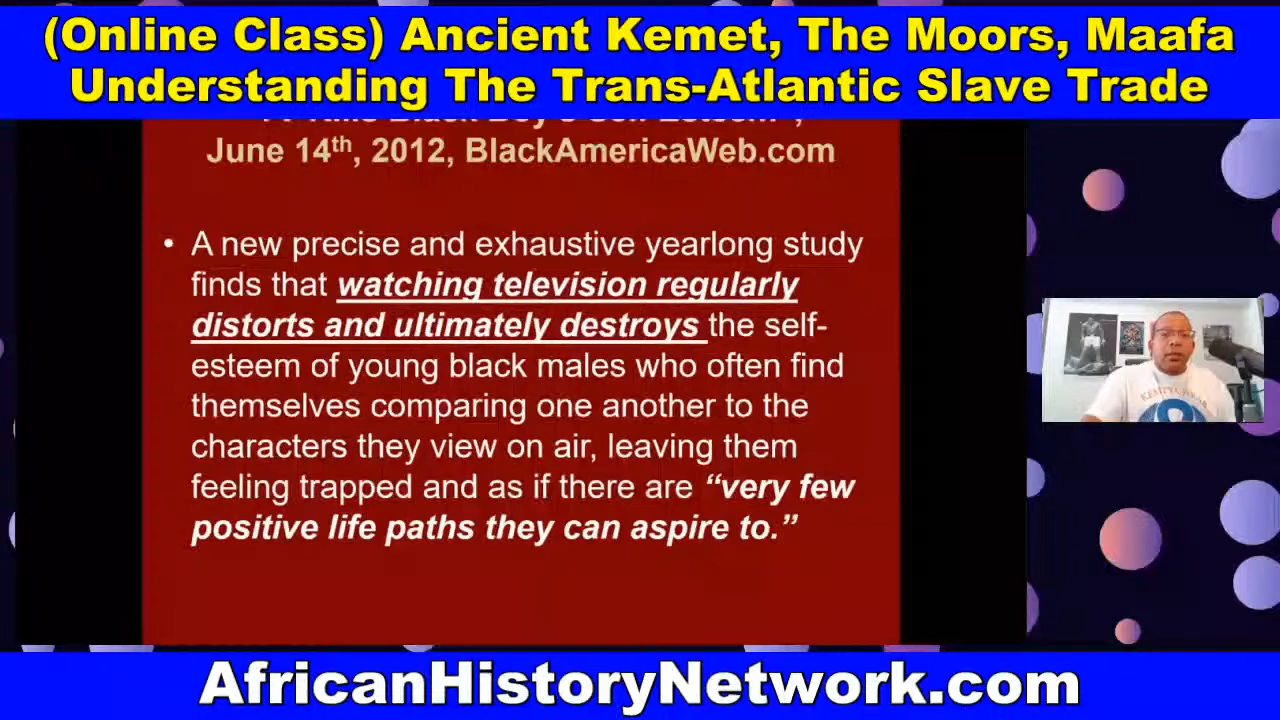 (Online Class) Ancient Kemet, The Moors, Maafa
Understanding The Trans-Atlantic Slave Trade
June 14th, 2012, BlackAmericaWeb.com
• A new precise and exhaustive yearlong study
finds that watching television regularly
distorts and ultimately destroys the self-
esteem of young black males who often find
themselves comparing one another to the
characters they view on air, leaving them
feeling trapped and as if there are “very few
positive life paths they can aspire to.”
AfricanHistoryNetwork.com